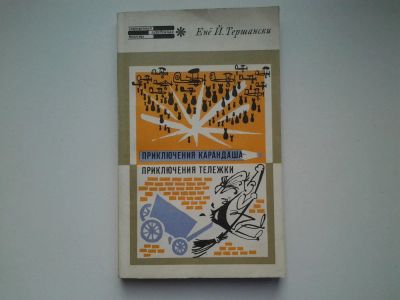 Енё Й. Тершански
ПРИКЛЮЧЕНИЯ КАРАНДАША
ПРИКЛЮЧЕНИЯ ТЕЛЕЖКИ